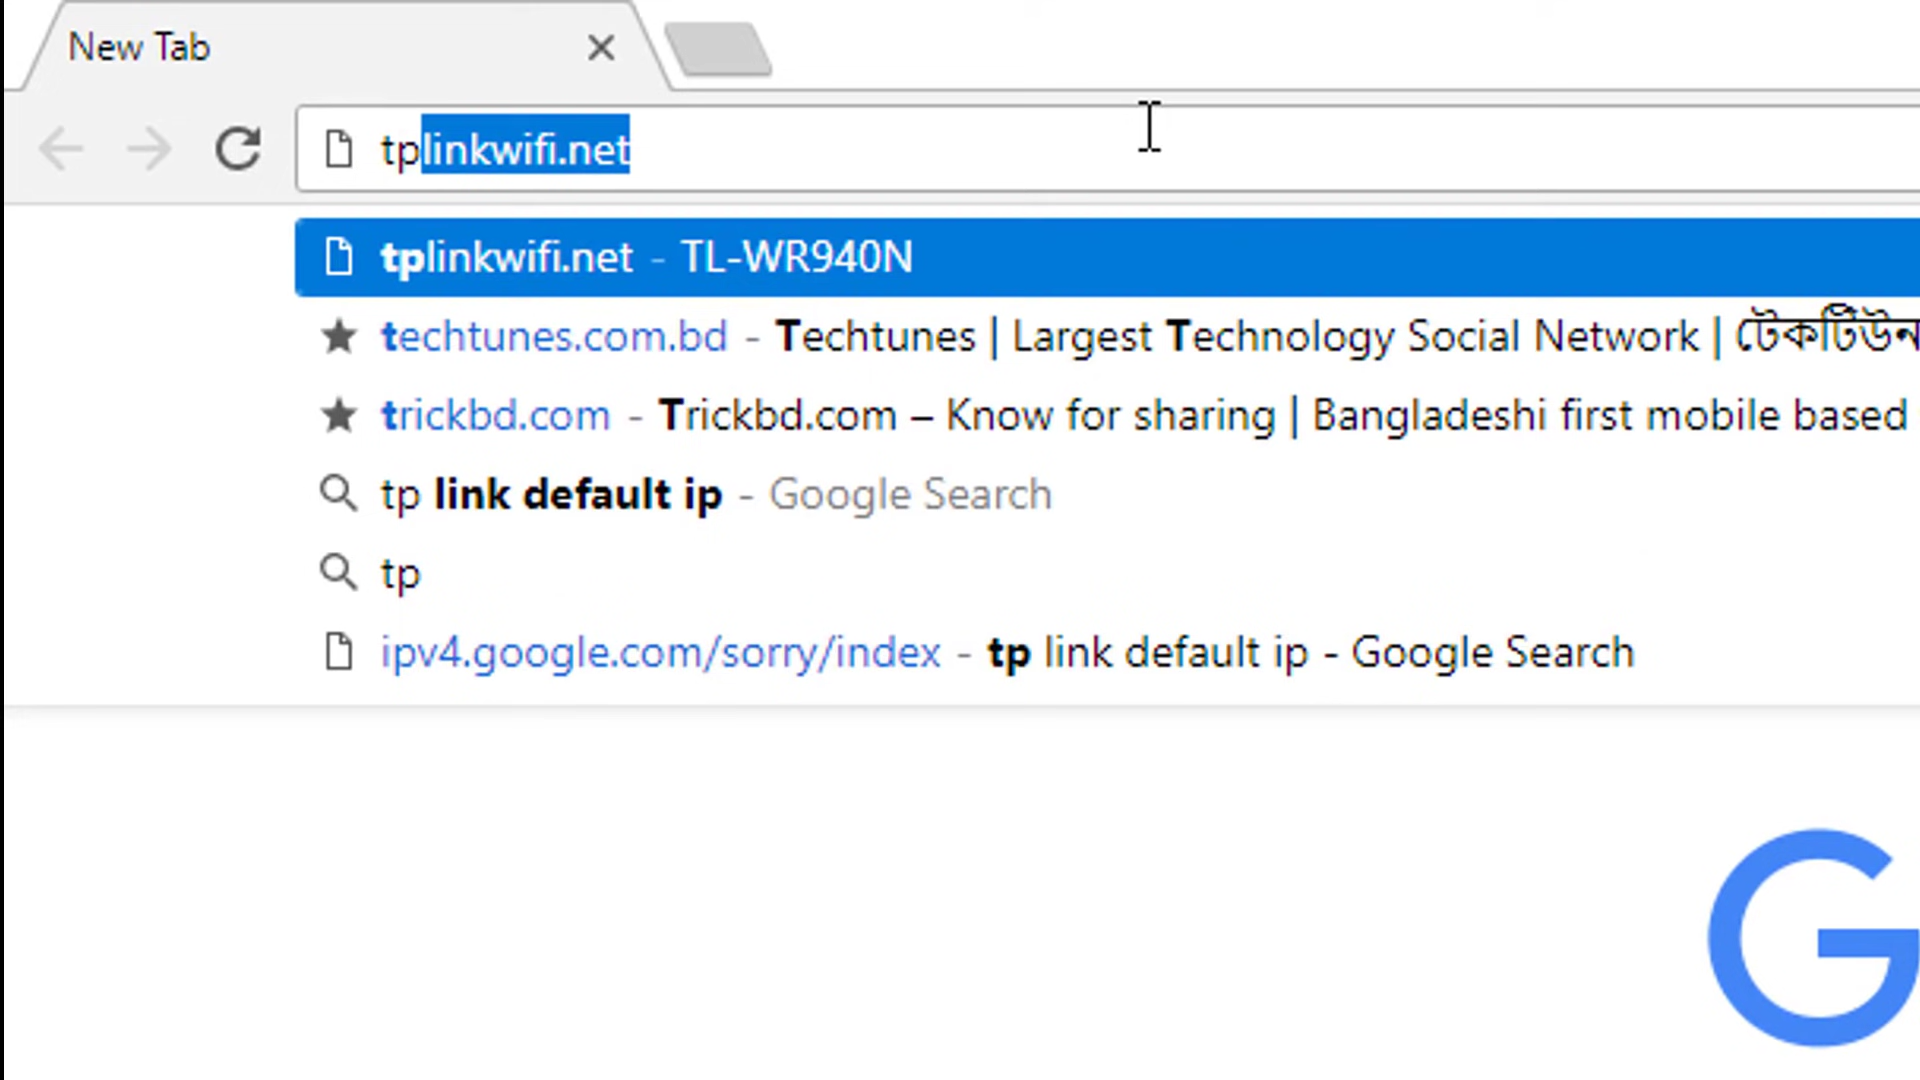 New Tab
tplinkwifi.net
tplinkwifi.net - TL-WR940N
techtunes.com.bd - Techtunes | Largest Technology Social Network |
trickbd.com - Trickbd.com – Know for sharing | Bangladeshi first mobile based
tp link default ip - Google Search
tp
ipv4.google.com/sorry/index - tp link default ip - Google Search
G